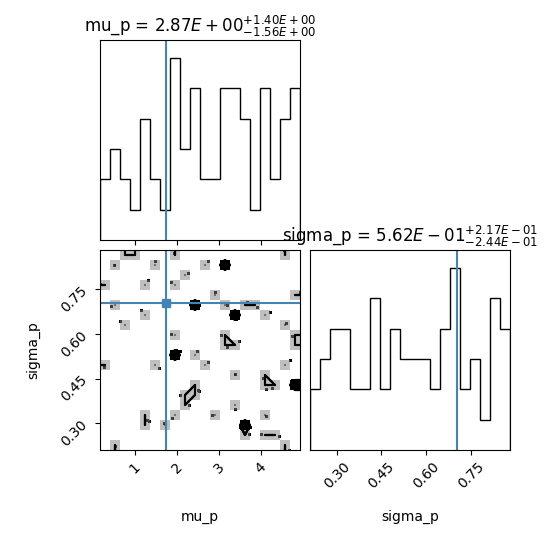 mu_p = 2.87E + 00 +1.40E + 00 −1.56E + 00
sigma_p = 5.62E − 01 +2.17E − 01 −2.44E − 01
0.75
0.60
0.45
0.30
sigma_p
1 2 3 4
mu_p
0.30 0.45 0.60 0.75
sigma_p